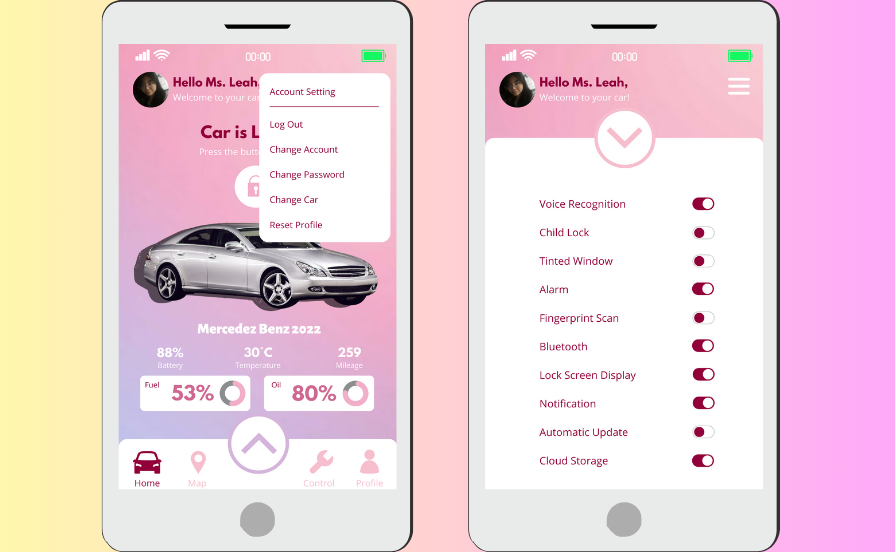 00:00
Hello Ms. Leah,
Welcome to your car
Account Setting
Log Out
Change Account
Change Password
Change Car
Reset Profile
Car is L
Press the
Mercedez Benz 2022
88%
Battery
30°C
Temperature
259
Mileage
Fuel
53%
Oil
80%
Home
Map
Control
Profile
00:00
Hello Ms. Leah,
Welcome to your car!
Voice Recognition
Child Lock
Tinted Window
Alarm
Fingerprint Scan
Bluetooth
Lock Screen Display
Notification
Automatic Update
Cloud Storage